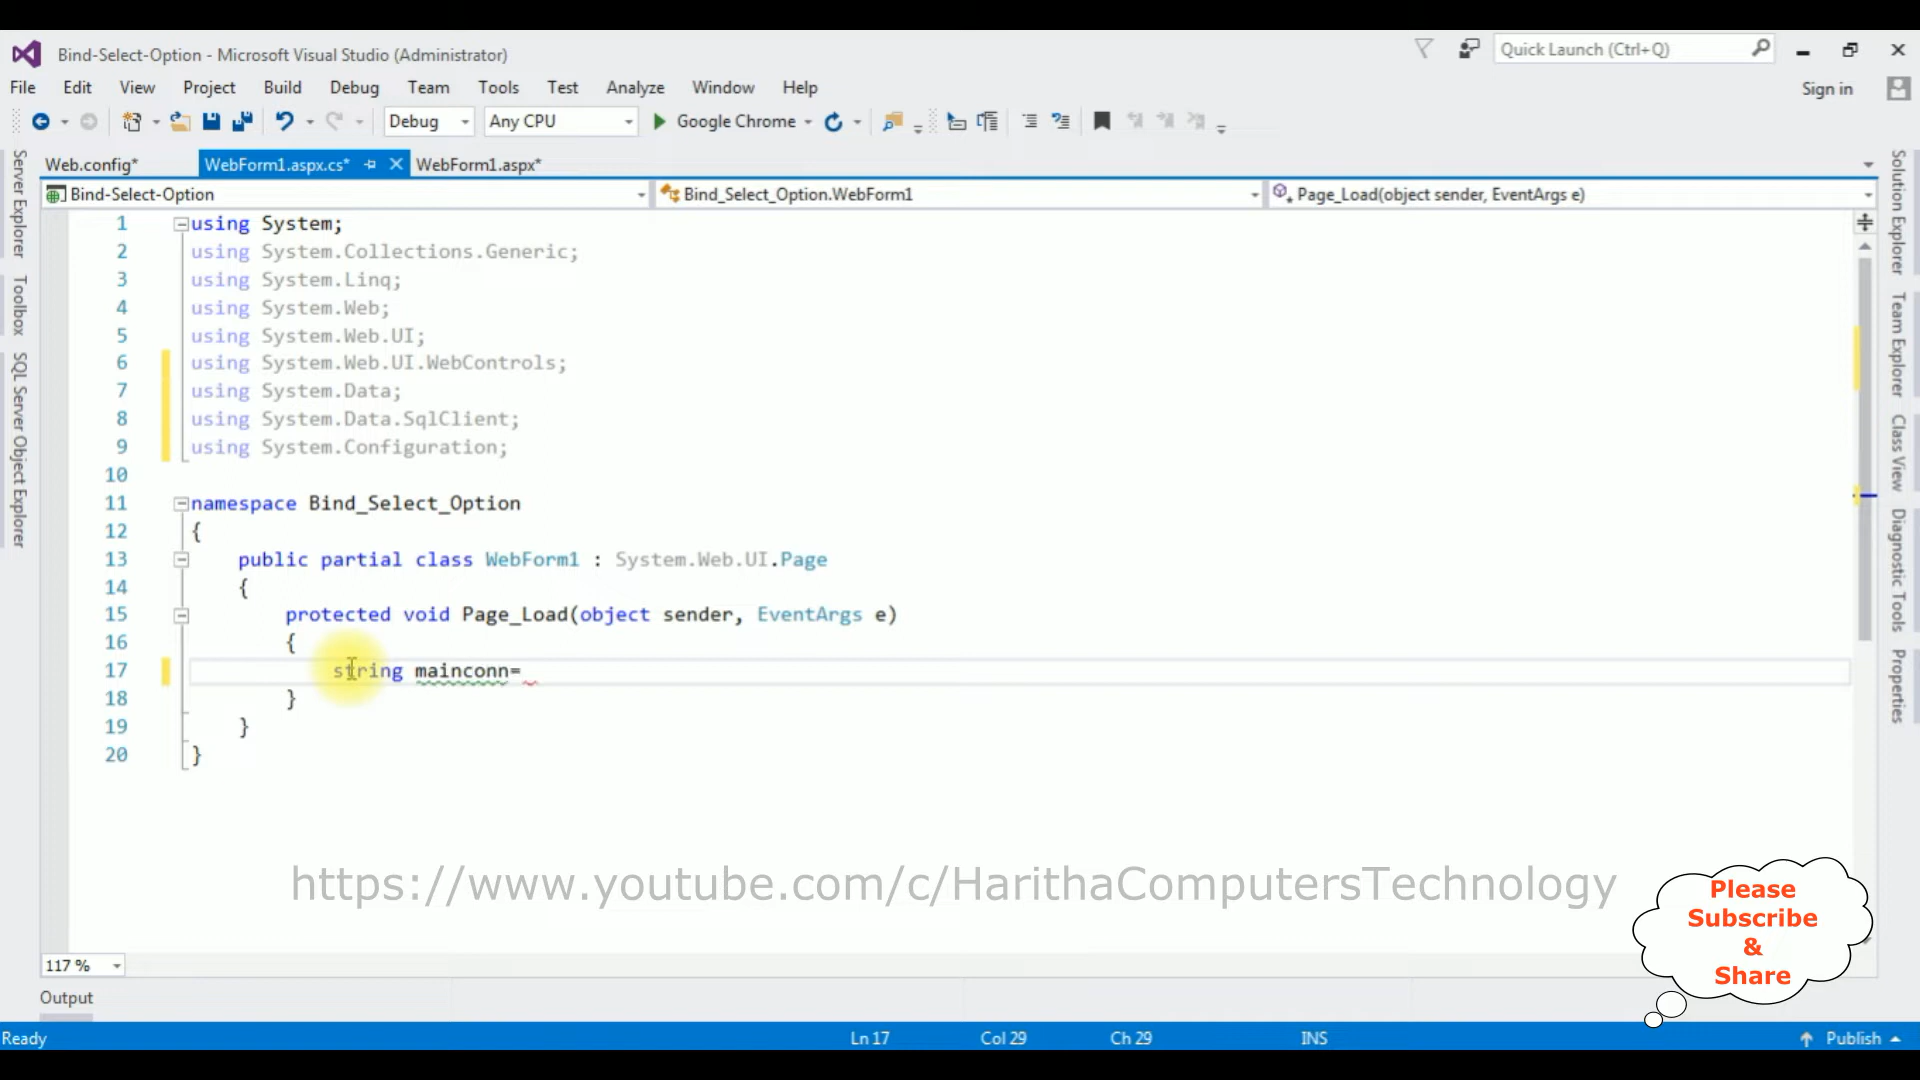 Bind-Select-Option - Microsoft Visual Studio (Administrator)
Quick Launch (Ctrl+Q)
File Edit View Project Build Debug Team Tools Test Analyze Window Help
Sign in
Debug Any CPU Google Chrome
Web.config* WebForm1.aspx.cs* WebForm1.aspx*
Bind-Select-Option Bind_Select_Option.WebForm1 Page_Load(object sender, EventArgs e)
Server Explorer
Toolbox
SQL Server Object Explorer
1 using System;
2 using System.Collections.Generic;
3 using System.Linq;
4 using System.Web;
5 using System.Web.UI;
6 using System.Web.UI.WebControls;
7 using System.Data;
8 using System.Data.SqlClient;
9 using System.Configuration;
10
11 namespace Bind_Select_Option
12 {
13 public partial class WebForm1 : System.Web.UI.Page
14 {
15 protected void Page_Load(object sender, EventArgs e)
16 {
17 string mainconn=
18 }
19 }
20 }
Solution Explorer
Team Explorer
Class View
Diagnostic Tools
Properties
https://www.youtube.com/c/HarithaComputersTechnology
Please
Subscribe
&
Share
117 %
Output
Ready Ln 17 Col 29 Ch 29 INS Publish